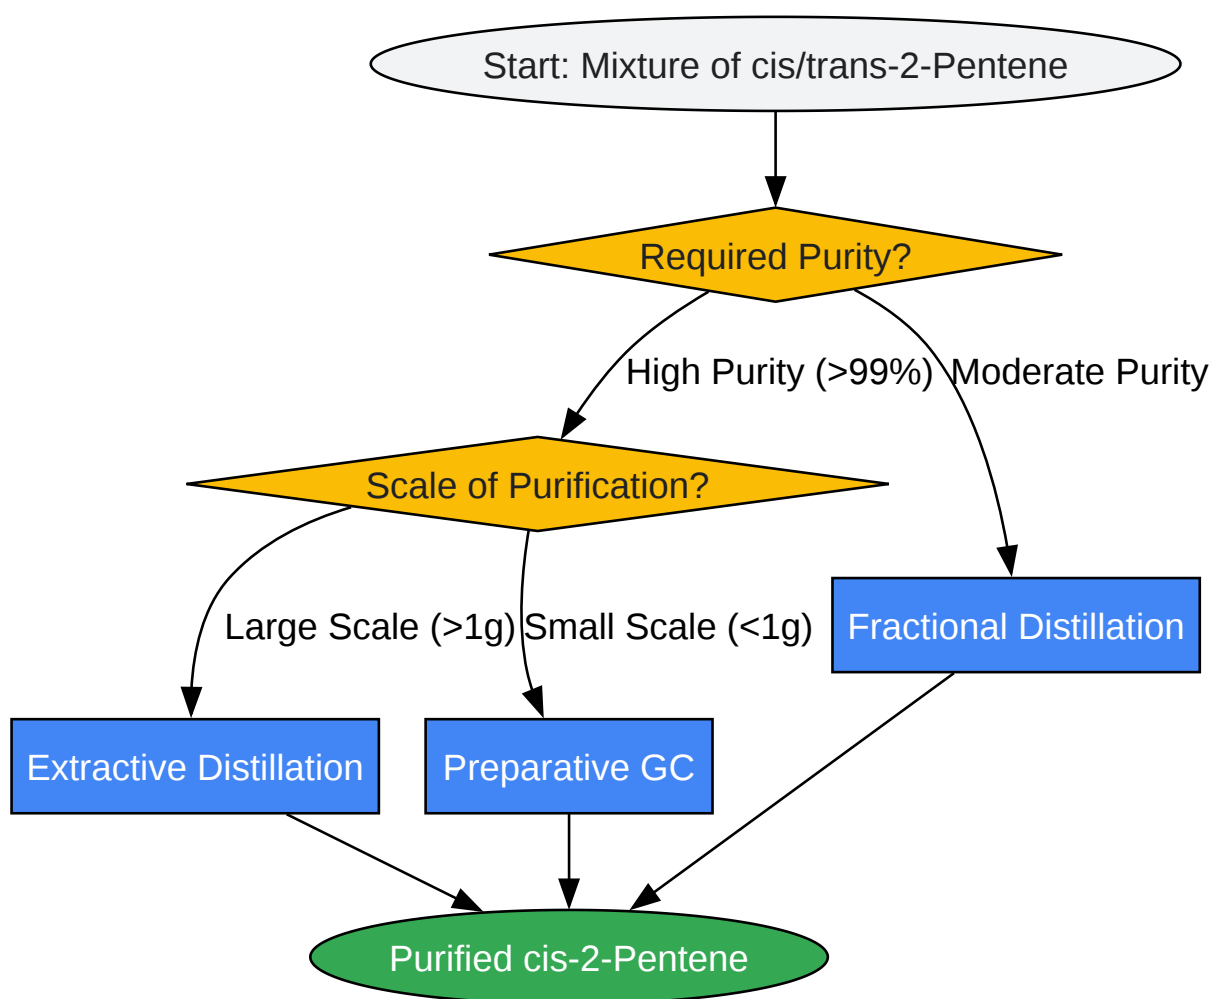 Start: Mixture of cis/trans-2-Pentene
Required Purity?
High Purity (>99%)
Moderate Purity
Scale of Purification?
Large Scale (>1g)
Small Scale (<1g)
Fractional Distillation
Extractive Distillation
Preparative GC
Purified cis-2-Pentene